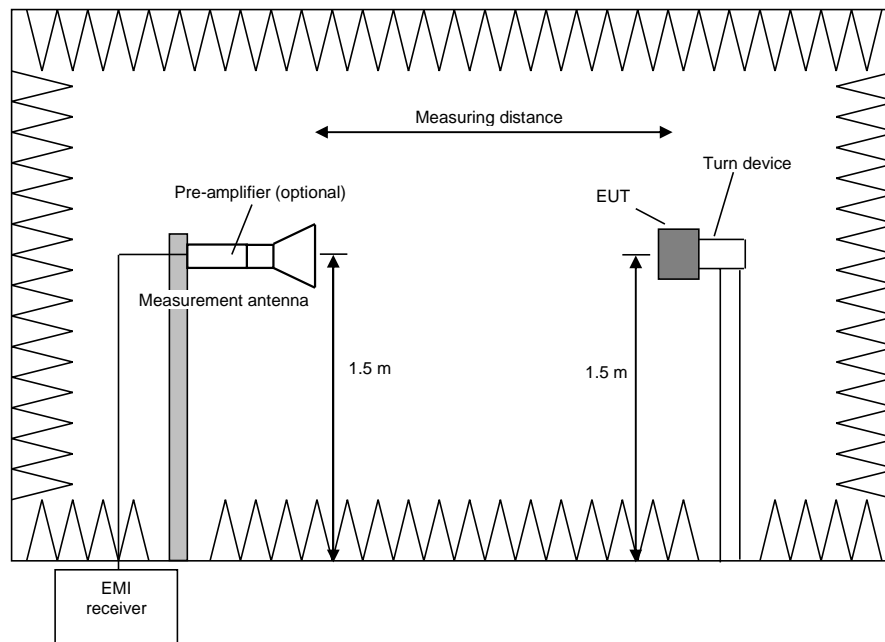 Measuring distance
Turn device
Pre-amplifier (optional)
EUT
Measurement antenna
1.5 m
1.5 m
EMI
receiver